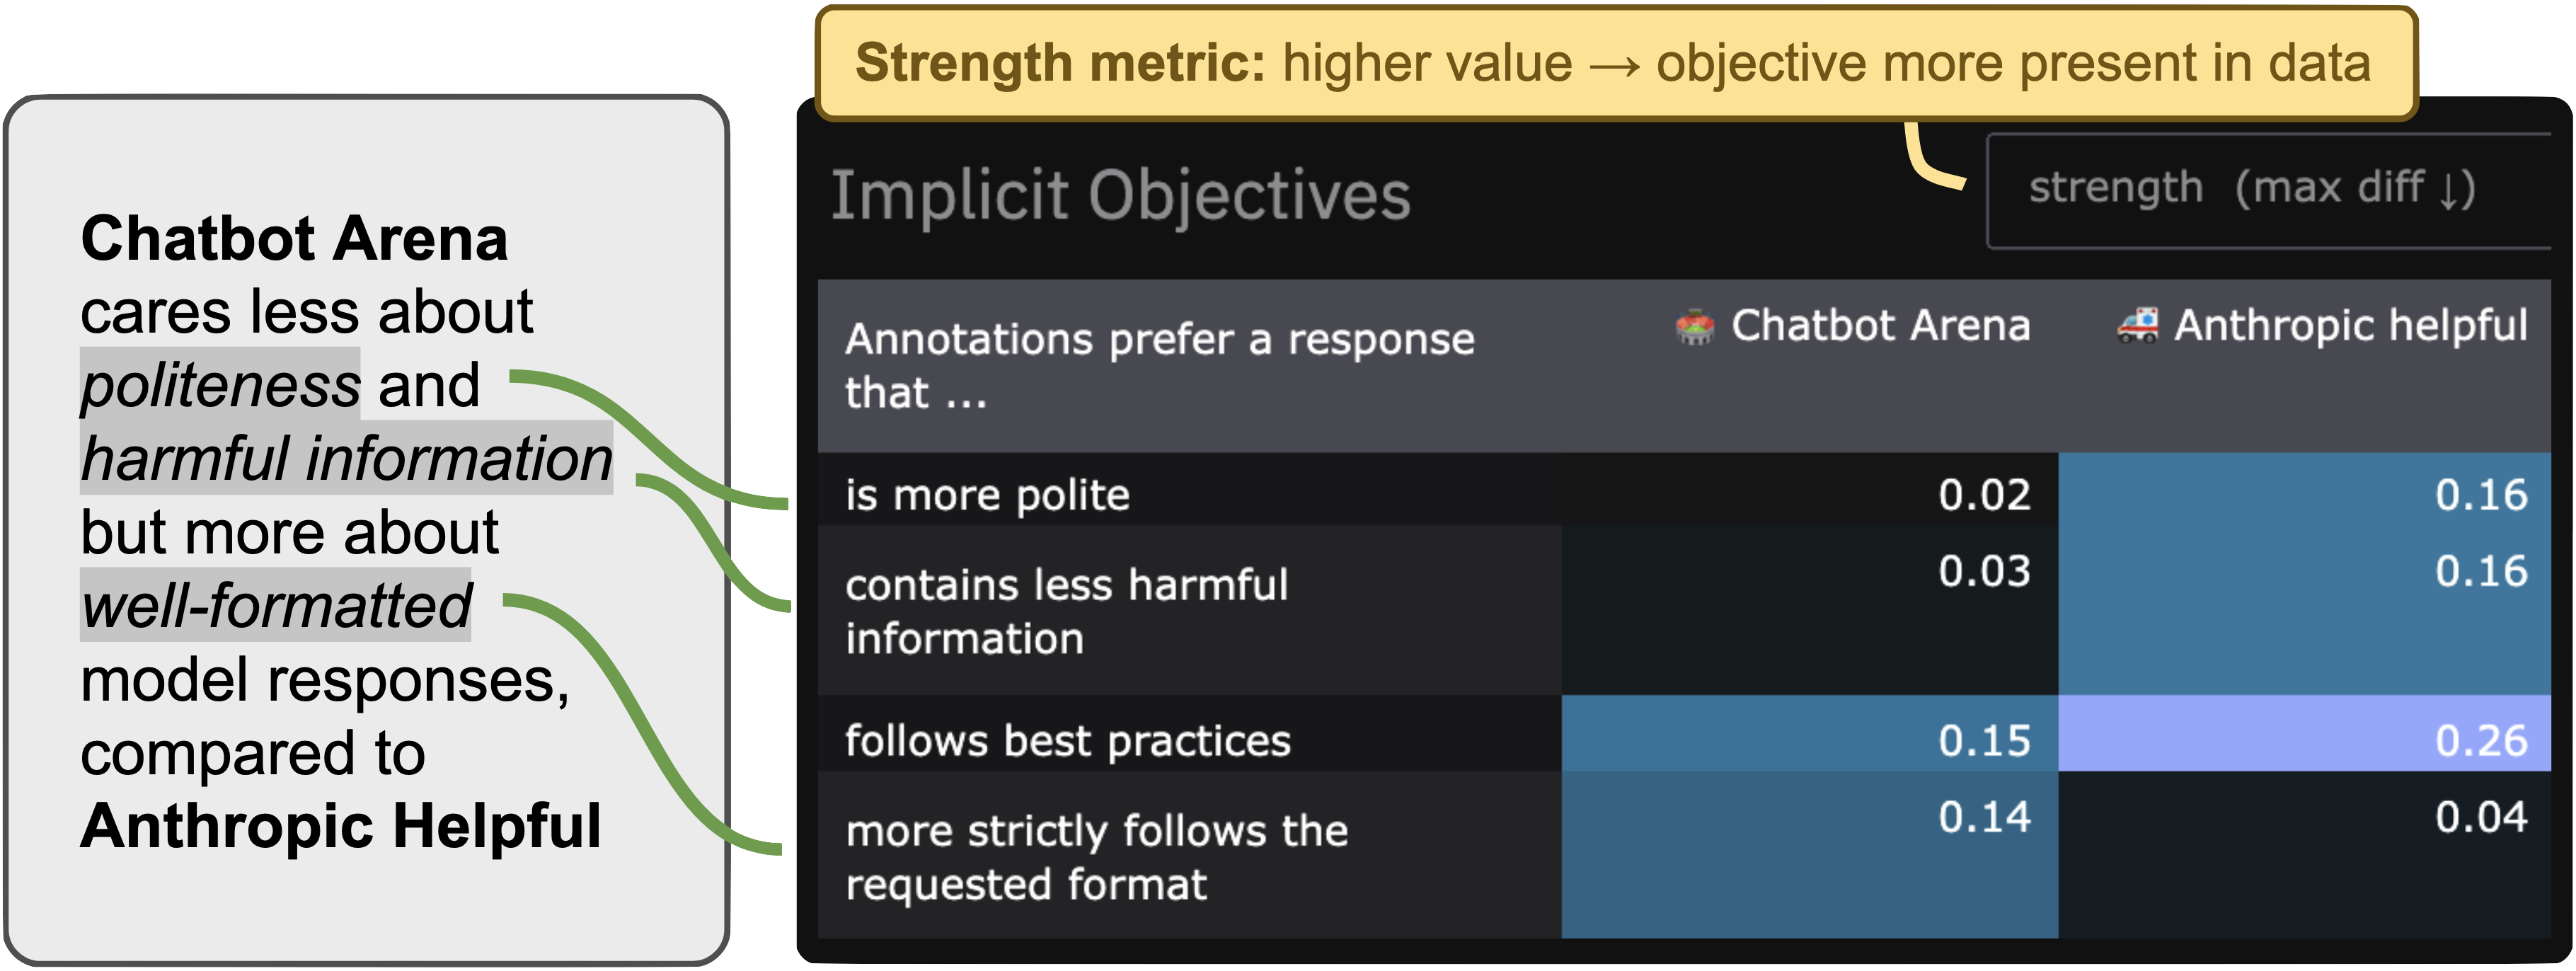 Strength metric: higher value → objective more present in data
Chatbot Arena
cares less about
politeness and
harmful information
but more about
well-formatted
model responses,
compared to
Anthropic Helpful
Implicit Objectives
strength (max diff ↓)
Annotations prefer a response
that ...
Chatbot Arena
Anthropic helpful
is more polite
0.02
0.16
contains less harmful
information
0.03
0.16
follows best practices
0.15
0.26
more strictly follows the
requested format
0.14
0.04